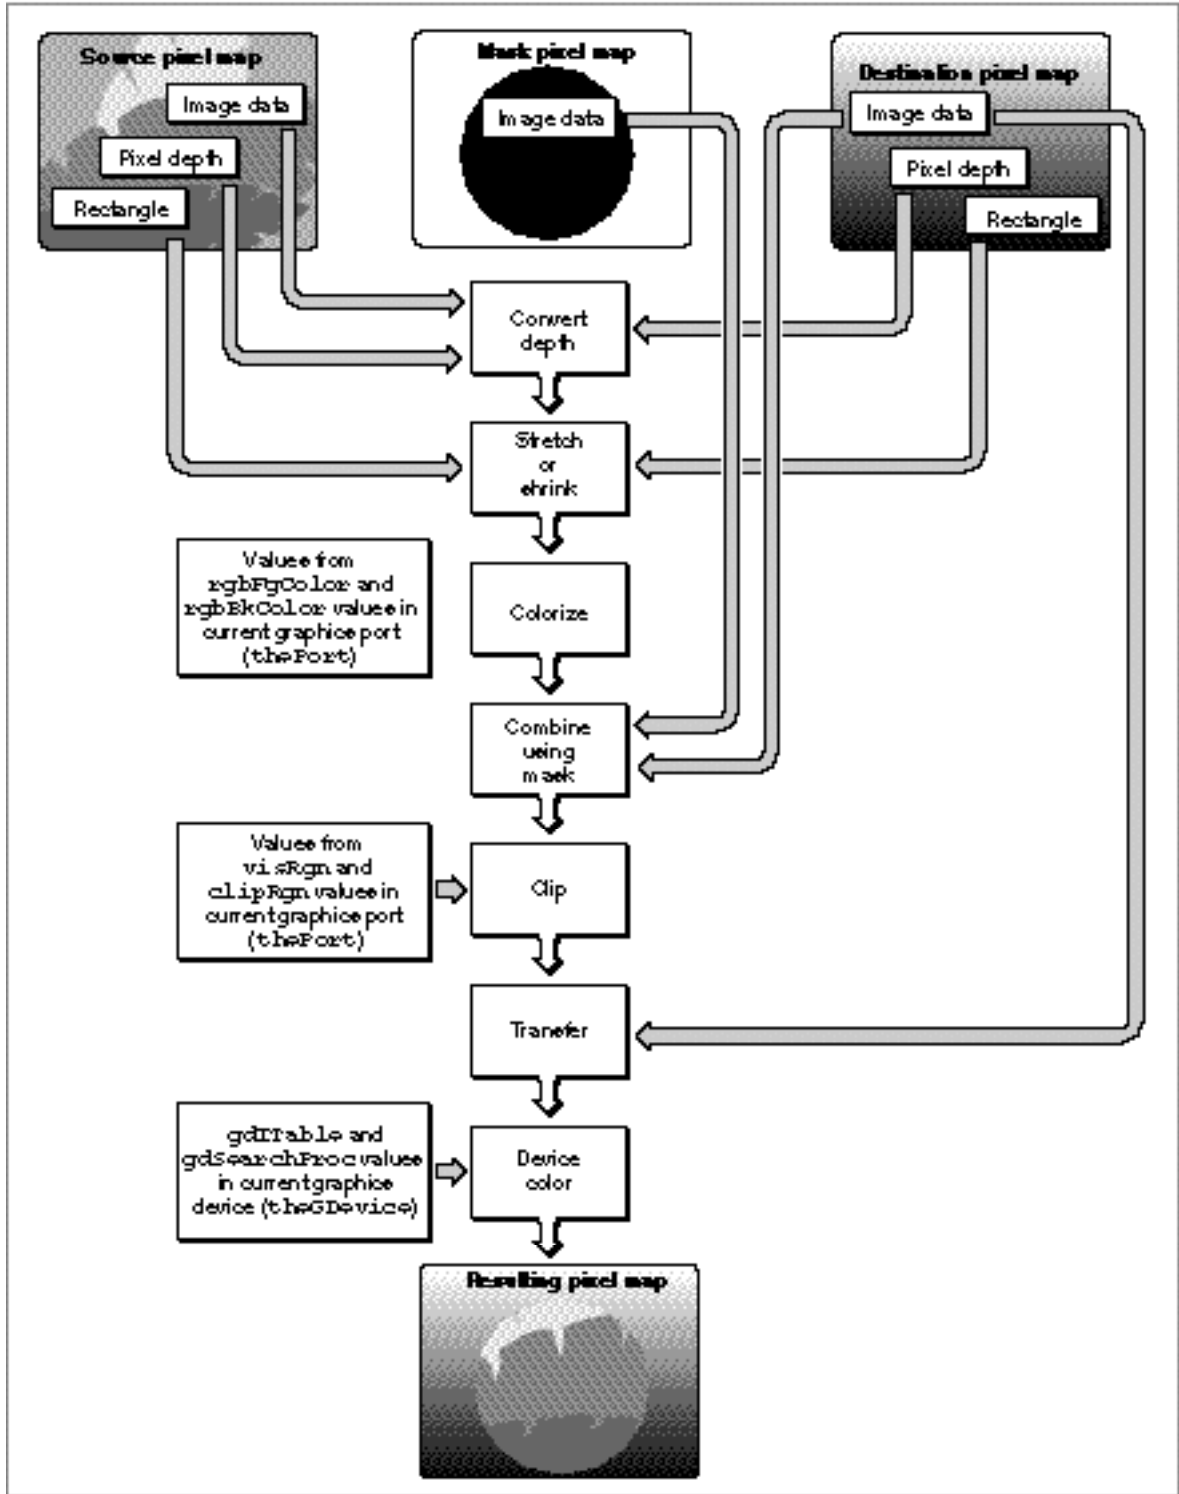 Source pixel map
Image data
Pixel depth
Rectangle
Mask pixel map
Image data
Destination pixel map
Image data
Pixel depth
Rectangle
Convert
depth
Stretch
or
shrink
Values from
rgbFgColor and
rgbBkColor values in
current graphics port
(thePort)
Colorize
Combine
using
mask
Values from
visRgn and
clipRgn values in
current graphics port
(thePort)
Clip
Transfer
gdITable and
gdSearchProc values
in current graphics
device (theGDevice)
Device
color
Resulting pixel map